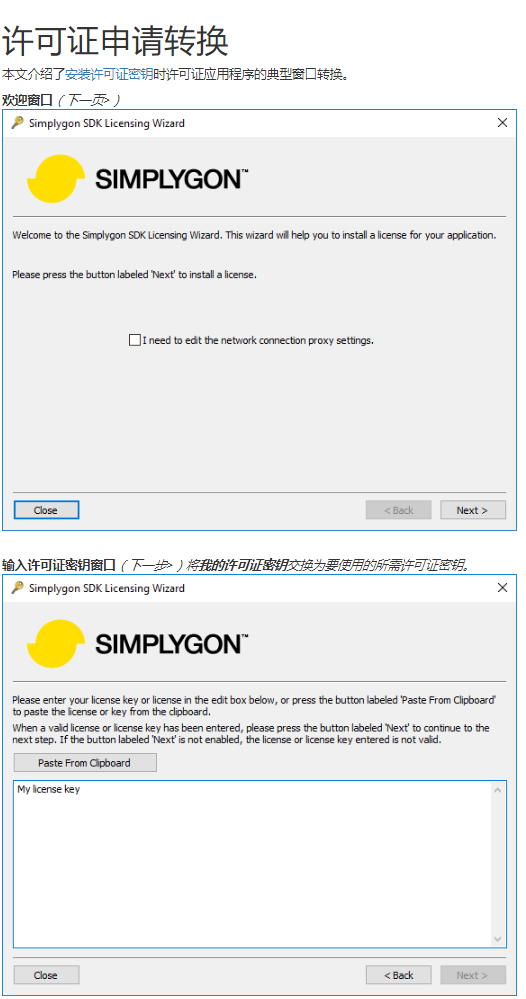 许可证申请转换
本文介绍了安装许可证密钥时许可证应用程序的典型窗口转换。
欢迎窗口（下一页>）
Simplygon SDK Licensing Wizard
SIMPLYGON™
Welcome to the Simplygon SDK Licensing Wizard. This wizard will help you to install a license for your application.
Please press the button labeled 'Next' to install a license.
I need to edit the network connection proxy settings.
Close < Back Next >
输入许可证密钥窗口（下一步>）将我的许可证密钥交换为要使用的所需许可证密钥。
Simplygon SDK Licensing Wizard
SIMPLYGON™
Please enter your license key or license in the edit box below, or press the button labeled 'Paste From Clipboard'
to paste the license or key from the clipboard.
When a valid license or license key has been entered, please press the button labeled 'Next' to continue to the
next step. If the button labeled 'Next' is not enabled, the license or license key entered is not valid.
Paste From Clipboard
My license key
Close < Back Next >